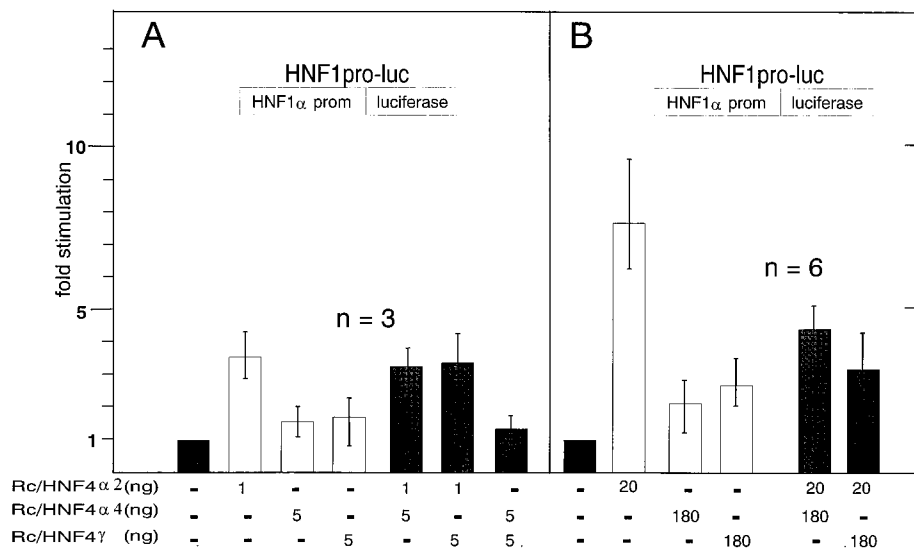 A B
HNF1pro-luc HNF1pro-luc
HNF1α prom luciferase HNF1α prom luciferase
10
fold stimulation
n = 6
5
n = 3
1
Rc/HNF4α2(ng) - 1 - - 1 1 - - 20 - - 20 20
Rc/HNF4α4(ng) - - 5 - 5 - 5 - - 180 - 180 -
Rc/HNF4γ (ng) - - - 5 - 5 5 - - - 180 - 180